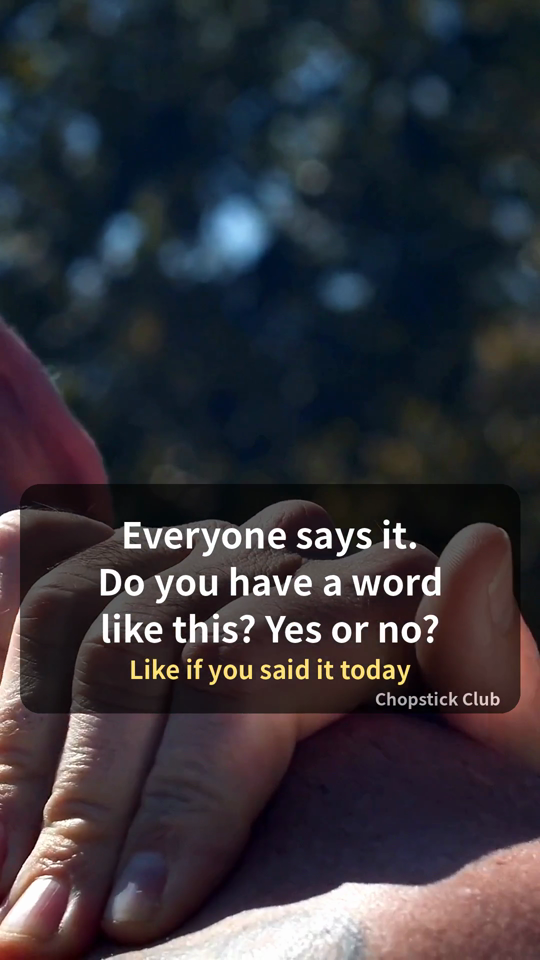 Everyone says it.
Do you have a word
like this? Yes or no?
Like if you said it today
Chopstick Club